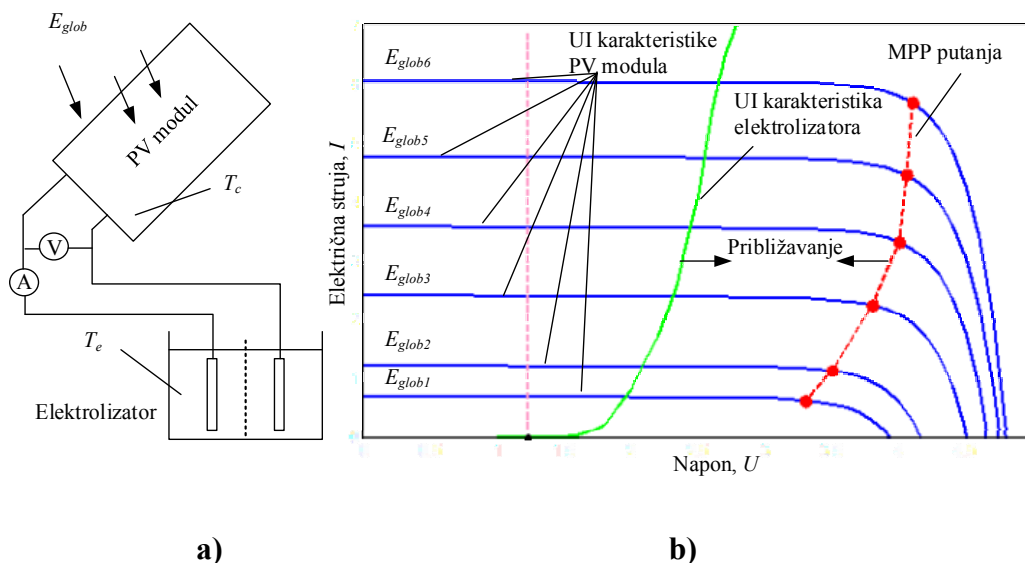 E_glob
PV modul
T_c
V
A
T_e
Elektrolizator
a)
Električna struja, I
E_glob6
E_glob5
E_glob4
E_glob3
E_glob2
E_glob1
UI karakteristike
PV modula
MPP putanja
UI karakteristika
elektrolizatora
Približavanje
Napon, U
b)